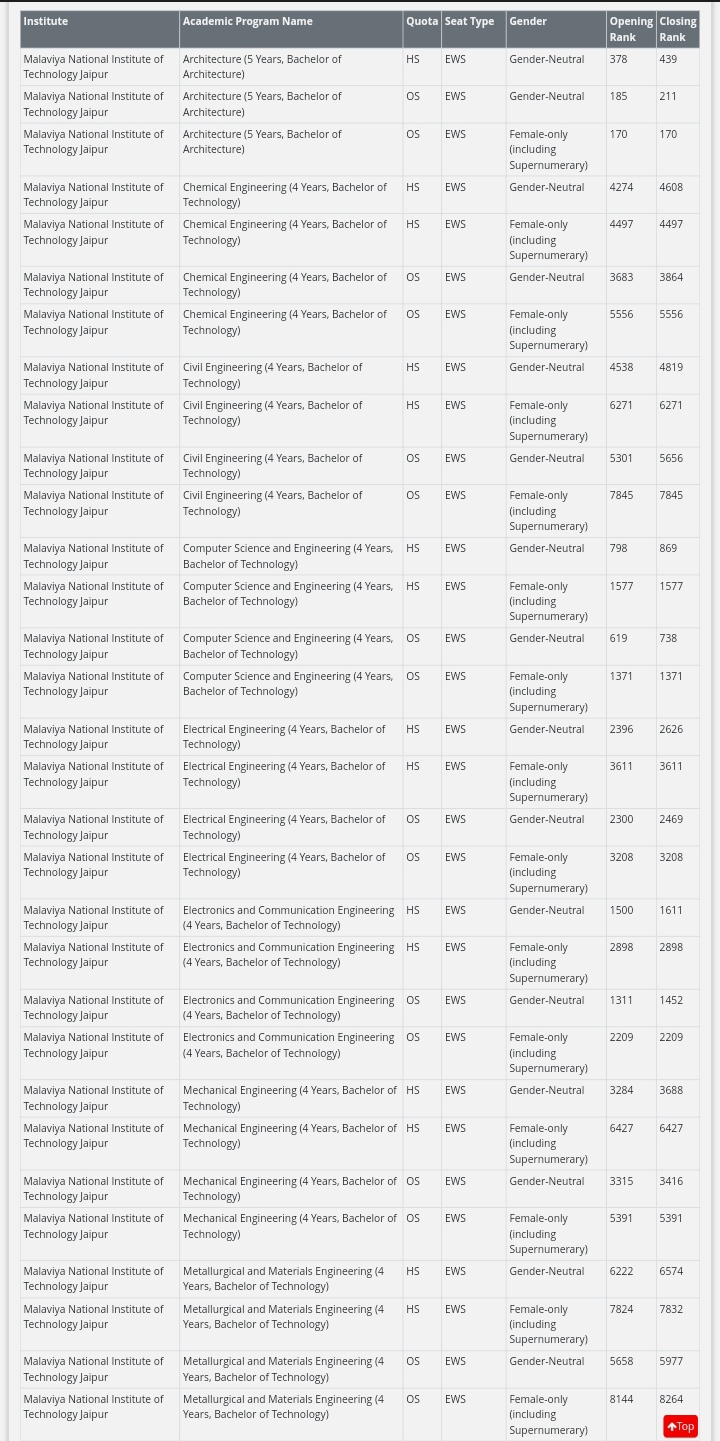 Institute Academic Program Name Quota Seat Type Gender Opening Rank Closing Rank
Malaviya National Institute of Technology Jaipur Architecture (5 Years, Bachelor of Architecture) HS EWS Gender-Neutral 378 439
Malaviya National Institute of Technology Jaipur Architecture (5 Years, Bachelor of Architecture) OS EWS Gender-Neutral 185 211
Malaviya National Institute of Technology Jaipur Architecture (5 Years, Bachelor of Architecture) OS EWS Female-only (including Supernumerary) 170 170
Malaviya National Institute of Technology Jaipur Chemical Engineering (4 Years, Bachelor of Technology) HS EWS Gender-Neutral 4274 4608
Malaviya National Institute of Technology Jaipur Chemical Engineering (4 Years, Bachelor of Technology) HS EWS Female-only (including Supernumerary) 4497 4497
Malaviya National Institute of Technology Jaipur Chemical Engineering (4 Years, Bachelor of Technology) OS EWS Gender-Neutral 3683 3864
Malaviya National Institute of Technology Jaipur Chemical Engineering (4 Years, Bachelor of Technology) OS EWS Female-only (including Supernumerary) 5556 5556
Malaviya National Institute of Technology Jaipur Civil Engineering (4 Years, Bachelor of Technology) HS EWS Gender-Neutral 4538 4819
Malaviya National Institute of Technology Jaipur Civil Engineering (4 Years, Bachelor of Technology) HS EWS Female-only (including Supernumerary) 6271 6271
Malaviya National Institute of Technology Jaipur Civil Engineering (4 Years, Bachelor of Technology) OS EWS Gender-Neutral 5301 5656
Malaviya National Institute of Technology Jaipur Civil Engineering (4 Years, Bachelor of Technology) OS EWS Female-only (including Supernumerary) 7845 7845
Malaviya National Institute of Technology Jaipur Computer Science and Engineering (4 Years, Bachelor of Technology) HS EWS Gender-Neutral 798 869
Malaviya National Institute of Technology Jaipur Computer Science and Engineering (4 Years, Bachelor of Technology) HS EWS Female-only (including Supernumerary) 1577 1577
Malaviya National Institute of Technology Jaipur Computer Science and Engineering (4 Years, Bachelor of Technology) OS EWS Gender-Neutral 619 738
Malaviya National Institute of Technology Jaipur Computer Science and Engineering (4 Years, Bachelor of Technology) OS EWS Female-only (including Supernumerary) 1371 1371
Malaviya National Institute of Technology Jaipur Electrical Engineering (4 Years, Bachelor of Technology) HS EWS Gender-Neutral 2396 2626
Malaviya National Institute of Technology Jaipur Electrical Engineering (4 Years, Bachelor of Technology) HS EWS Female-only (including Supernumerary) 3611 3611
Malaviya National Institute of Technology Jaipur Electrical Engineering (4 Years, Bachelor of Technology) OS EWS Gender-Neutral 2300 2469
Malaviya National Institute of Technology Jaipur Electrical Engineering (4 Years, Bachelor of Technology) OS EWS Female-only (including Supernumerary) 3208 3208
Malaviya National Institute of Technology Jaipur Electronics and Communication Engineering (4 Years, Bachelor of Technology) HS EWS Gender-Neutral 1500 1611
Malaviya National Institute of Technology Jaipur Electronics and Communication Engineering (4 Years, Bachelor of Technology) HS EWS Female-only (including Supernumerary) 2898 2898
Malaviya National Institute of Technology Jaipur Electronics and Communication Engineering (4 Years, Bachelor of Technology) OS EWS Gender-Neutral 1311 1452
Malaviya National Institute of Technology Jaipur Electronics and Communication Engineering (4 Years, Bachelor of Technology) OS EWS Female-only (including Supernumerary) 2209 2209
Malaviya National Institute of Technology Jaipur Mechanical Engineering (4 Years, Bachelor of Technology) HS EWS Gender-Neutral 3284 3688
Malaviya National Institute of Technology Jaipur Mechanical Engineering (4 Years, Bachelor of Technology) HS EWS Female-only (including Supernumerary) 6427 6427
Malaviya National Institute of Technology Jaipur Mechanical Engineering (4 Years, Bachelor of Technology) OS EWS Gender-Neutral 3315 3416
Malaviya National Institute of Technology Jaipur Mechanical Engineering (4 Years, Bachelor of Technology) OS EWS Female-only (including Supernumerary) 5391 5391
Malaviya National Institute of Technology Jaipur Metallurgical and Materials Engineering (4 Years, Bachelor of Technology) HS EWS Gender-Neutral 6222 6574
Malaviya National Institute of Technology Jaipur Metallurgical and Materials Engineering (4 Years, Bachelor of Technology) HS EWS Female-only (including Supernumerary) 7824 7832
Malaviya National Institute of Technology Jaipur Metallurgical and Materials Engineering (4 Years, Bachelor of Technology) OS EWS Gender-Neutral 5658 5977
Malaviya National Institute of Technology Jaipur Metallurgical and Materials Engineering (4 Years, Bachelor of Technology) OS EWS Female-only (including Supernumerary) 8144 8264
Top